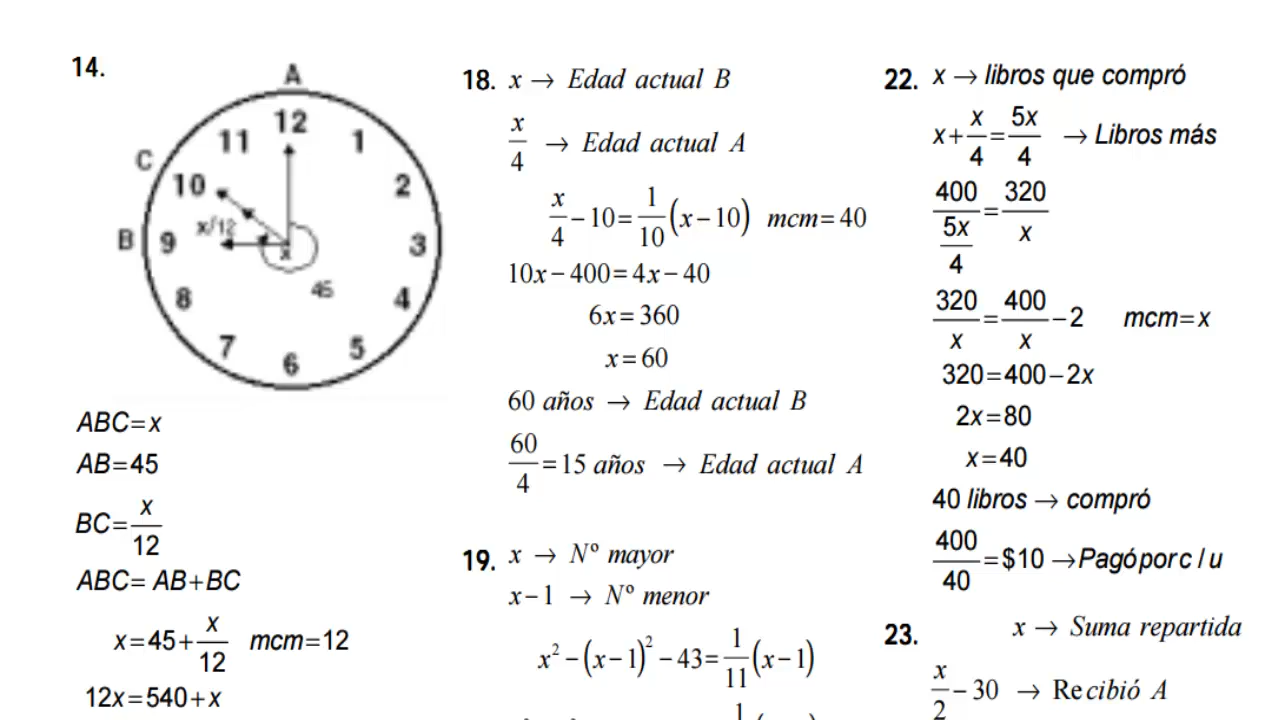 14.
A
12
11
1
C
10
2
x/12
B
9
3
x
45
8
4
7
5
6
ABC=x
AB=45
BC=x/12
ABC= AB+BC
x=45+x/12 mcm=12
12x=540+x
18. x → Edad actual B
x/4 → Edad actual A
x/4−10=1/10(x−10) mcm=40
10x−400=4x−40
6x=360
x=60
60 años → Edad actual B
60/4=15 años → Edad actual A
19. x → Nº mayor
x−1 → Nº menor
x²−(x−1)²−43=1/11(x−1)
22. x → libros que compró
x+x/4=5x/4 → Libros más
400/(5x/4)=320/x
320/x=400/x−2 mcm=x
320=400−2x
2x=80
x=40
40 libros → compró
400/40=$10 →Pagó por c / u
23. x → Suma repartida
x/2−30 → Recibió A